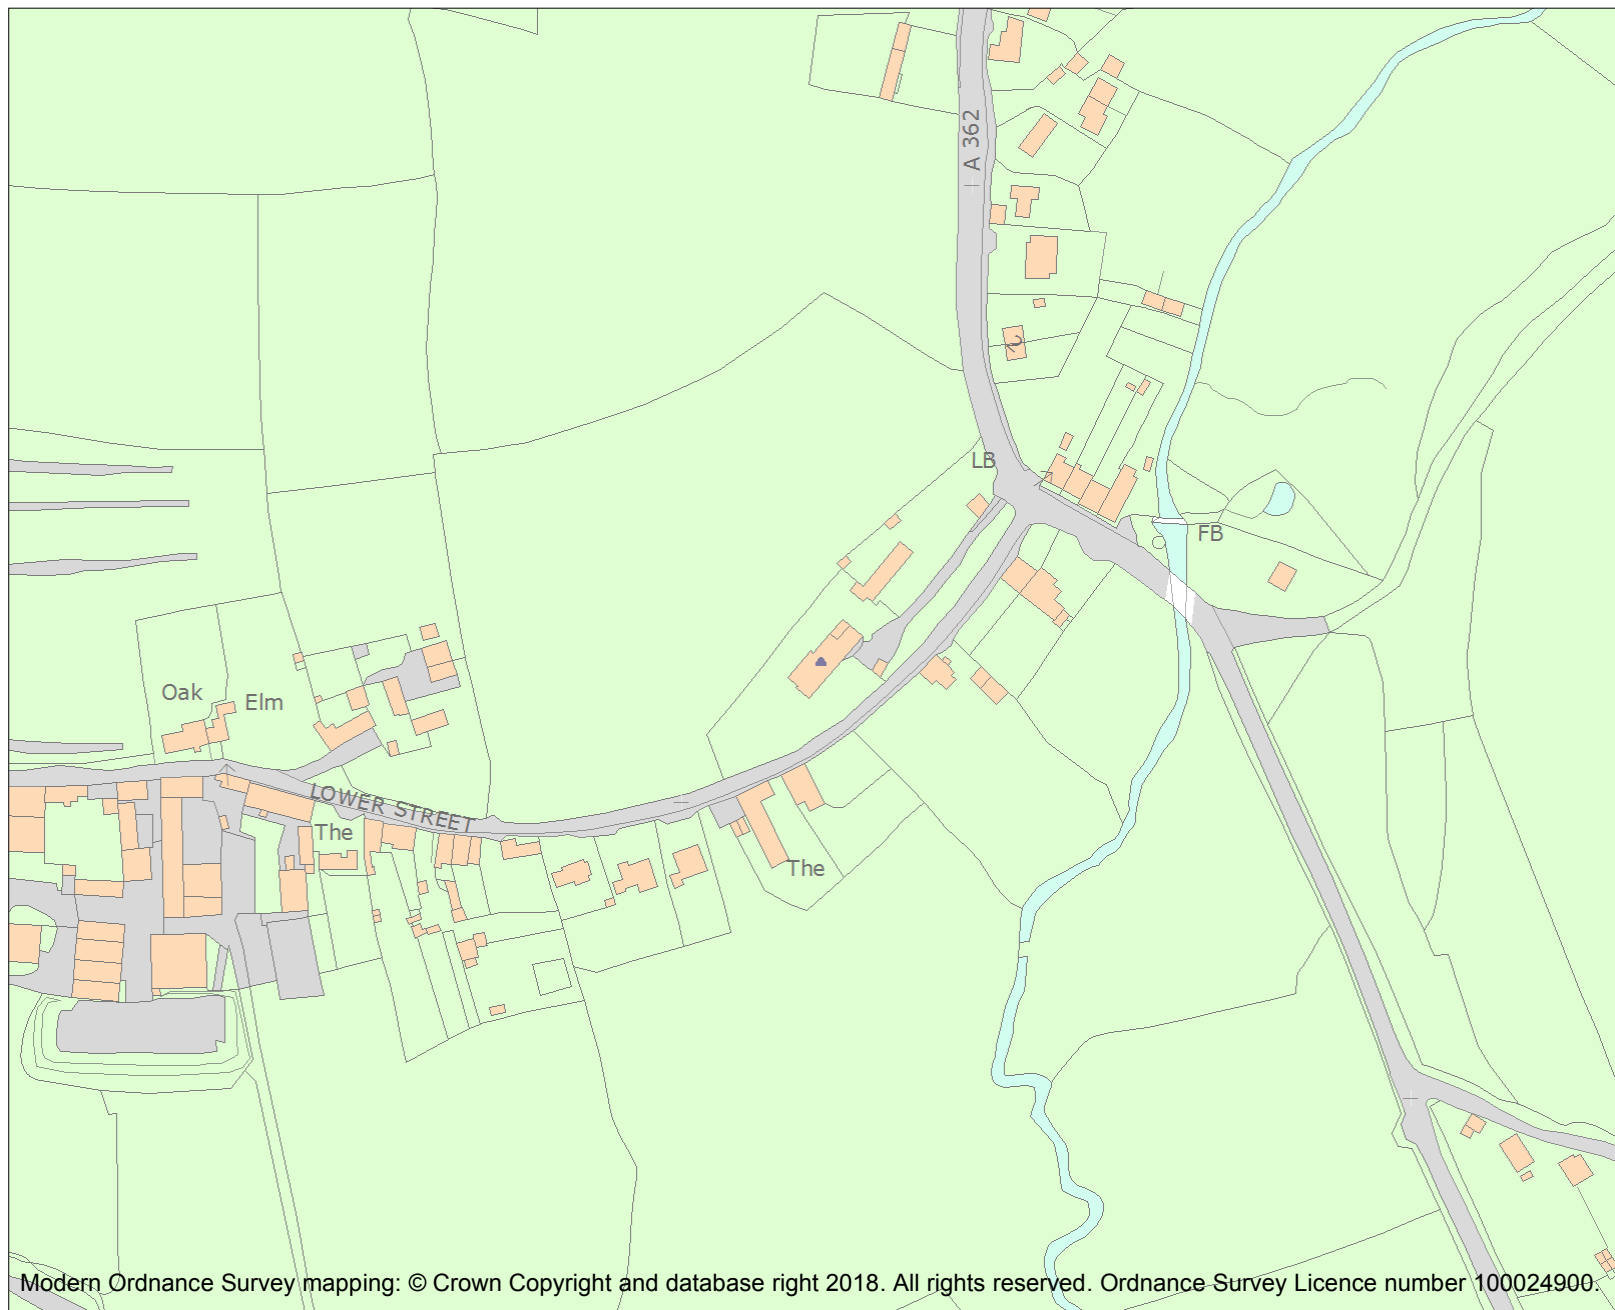 A 362
2
LB
FB
Oak
Elm
LOWER STREET
The
The
Modern Ordnance Survey mapping: © Crown Copyright and database right 2018. All rights reserved. Ordnance Survey Licence number 100024900.